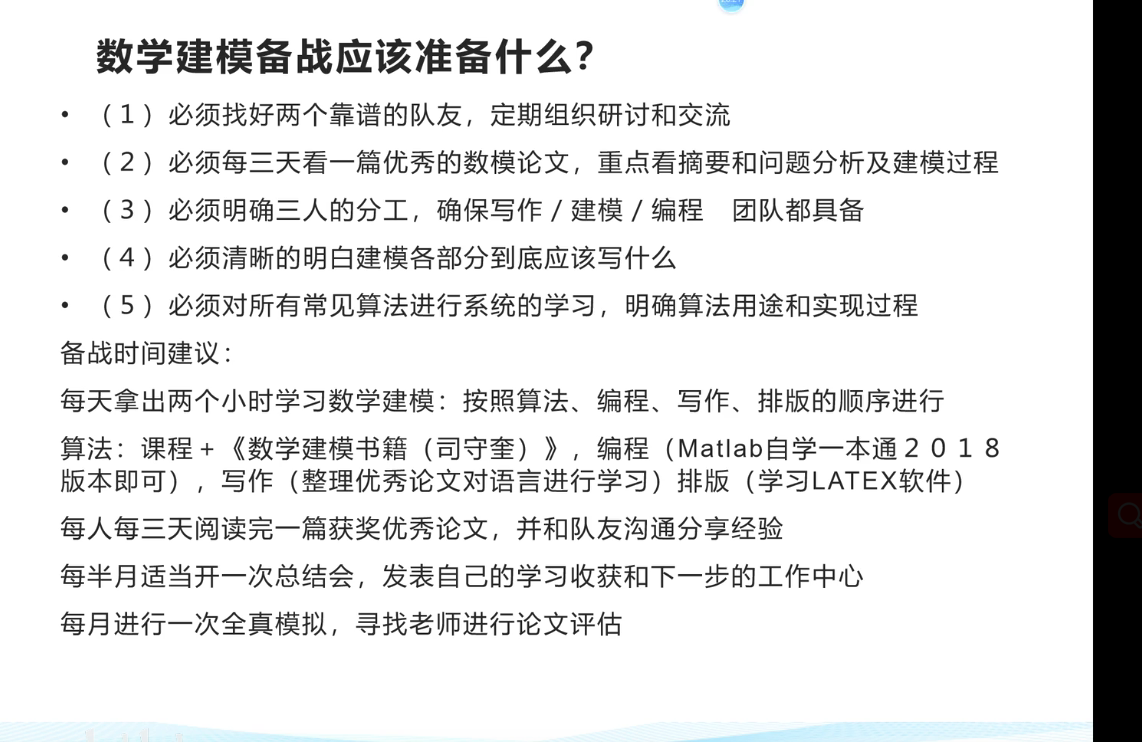 数学建模备战应该准备什么？
• （1）必须找好两个靠谱的队友，定期组织研讨和交流
• （2）必须每三天看一篇优秀的数模论文，重点看摘要和问题分析及建模过程
• （3）必须明确三人的分工，确保写作/建模/编程　团队都具备
• （4）必须清晰的明白建模各部分到底应该写什么
• （5）必须对所有常见算法进行系统的学习，明确算法用途和实现过程
备战时间建议：
每天拿出两个小时学习数学建模：按照算法、编程、写作、排版的顺序进行
算法：课程+《数学建模书籍（司守奎）》，编程（Matlab自学一本通２０１８
版本即可），写作（整理优秀论文对语言进行学习）排版（学习LATEX软件）
每人每三天阅读完一篇获奖优秀论文，并和队友沟通分享经验
每半月适当开一次总结会，发表自己的学习收获和下一步的工作中心
每月进行一次全真模拟，寻找老师进行论文评估